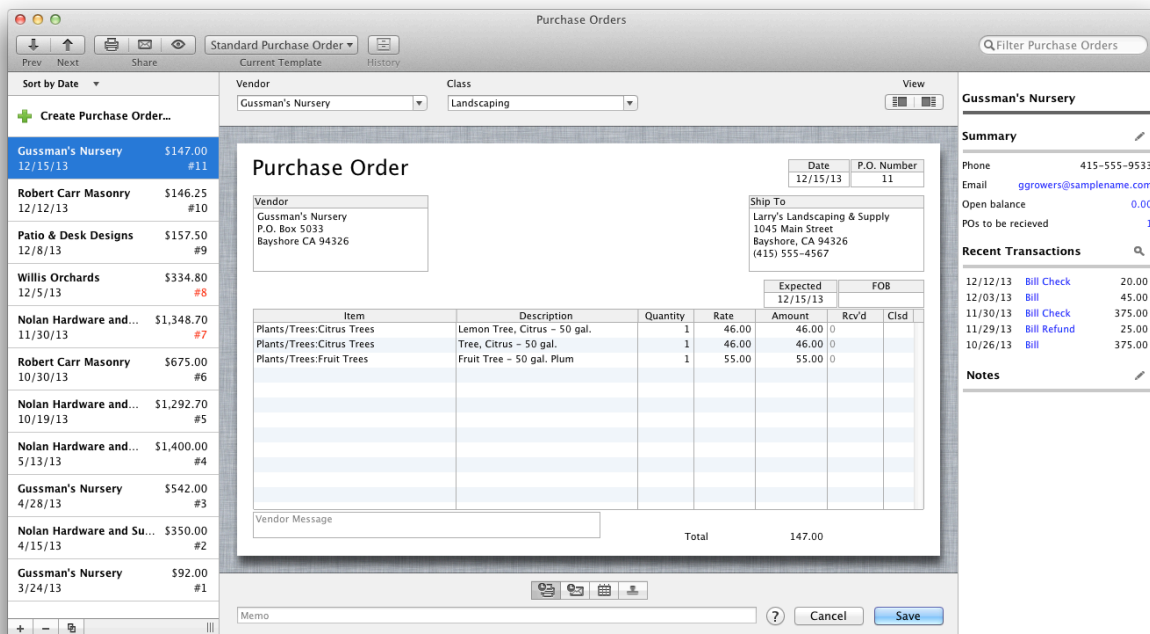 Purchase Orders
Standard Purchase Order
Filter Purchase Orders
Prev Next Share Current Template History
Sort by Date
Create Purchase Order...
Gussman's Nursery $147.00
12/15/13 #11
Robert Carr Masonry $146.25
12/12/13 #10
Patio & Desk Designs $157.50
12/8/13 #9
Willis Orchards $334.80
12/5/13 #8
Nolan Hardware and... $1,348.70
11/30/13 #7
Robert Carr Masonry $675.00
10/30/13 #6
Nolan Hardware and... $1,292.70
10/19/13 #5
Nolan Hardware and... $1,400.00
5/13/13 #4
Gussman's Nursery $542.00
4/28/13 #3
Nolan Hardware and Su... $350.00
4/15/13 #2
Gussman's Nursery $92.00
3/24/13 #1
Vendor Class View
Gussman's Nursery Landscaping
Purchase Order
Date P.O. Number
12/15/13 11
Vendor
Gussman's Nursery
P.O. Box 5033
Bayshore CA 94326
Ship To
Larry's Landscaping & Supply
1045 Main Street
Bayshore, CA 94326
(415) 555-4567
Expected FOB
12/15/13
Item Description Quantity Rate Amount Rcv'd Clsd
Plants/Trees:Citrus Trees Lemon Tree, Citrus - 50 gal. 1 46.00 46.00 0
Plants/Trees:Citrus Trees Tree, Citrus - 50 gal. 1 46.00 46.00 0
Plants/Trees:Fruit Trees Fruit Tree - 50 gal. Plum 1 55.00 55.00 0
Vendor Message
Total 147.00
Memo
? Cancel Save
Gussman's Nursery
Summary
Phone 415-555-9533
Email ggrowers@samplename.com
Open balance 0.00
POs to be recieved 1
Recent Transactions
12/12/13 Bill Check 20.00
12/03/13 Bill 45.00
11/30/13 Bill Check 375.00
11/29/13 Bill Refund 25.00
10/26/13 Bill 375.00
Notes